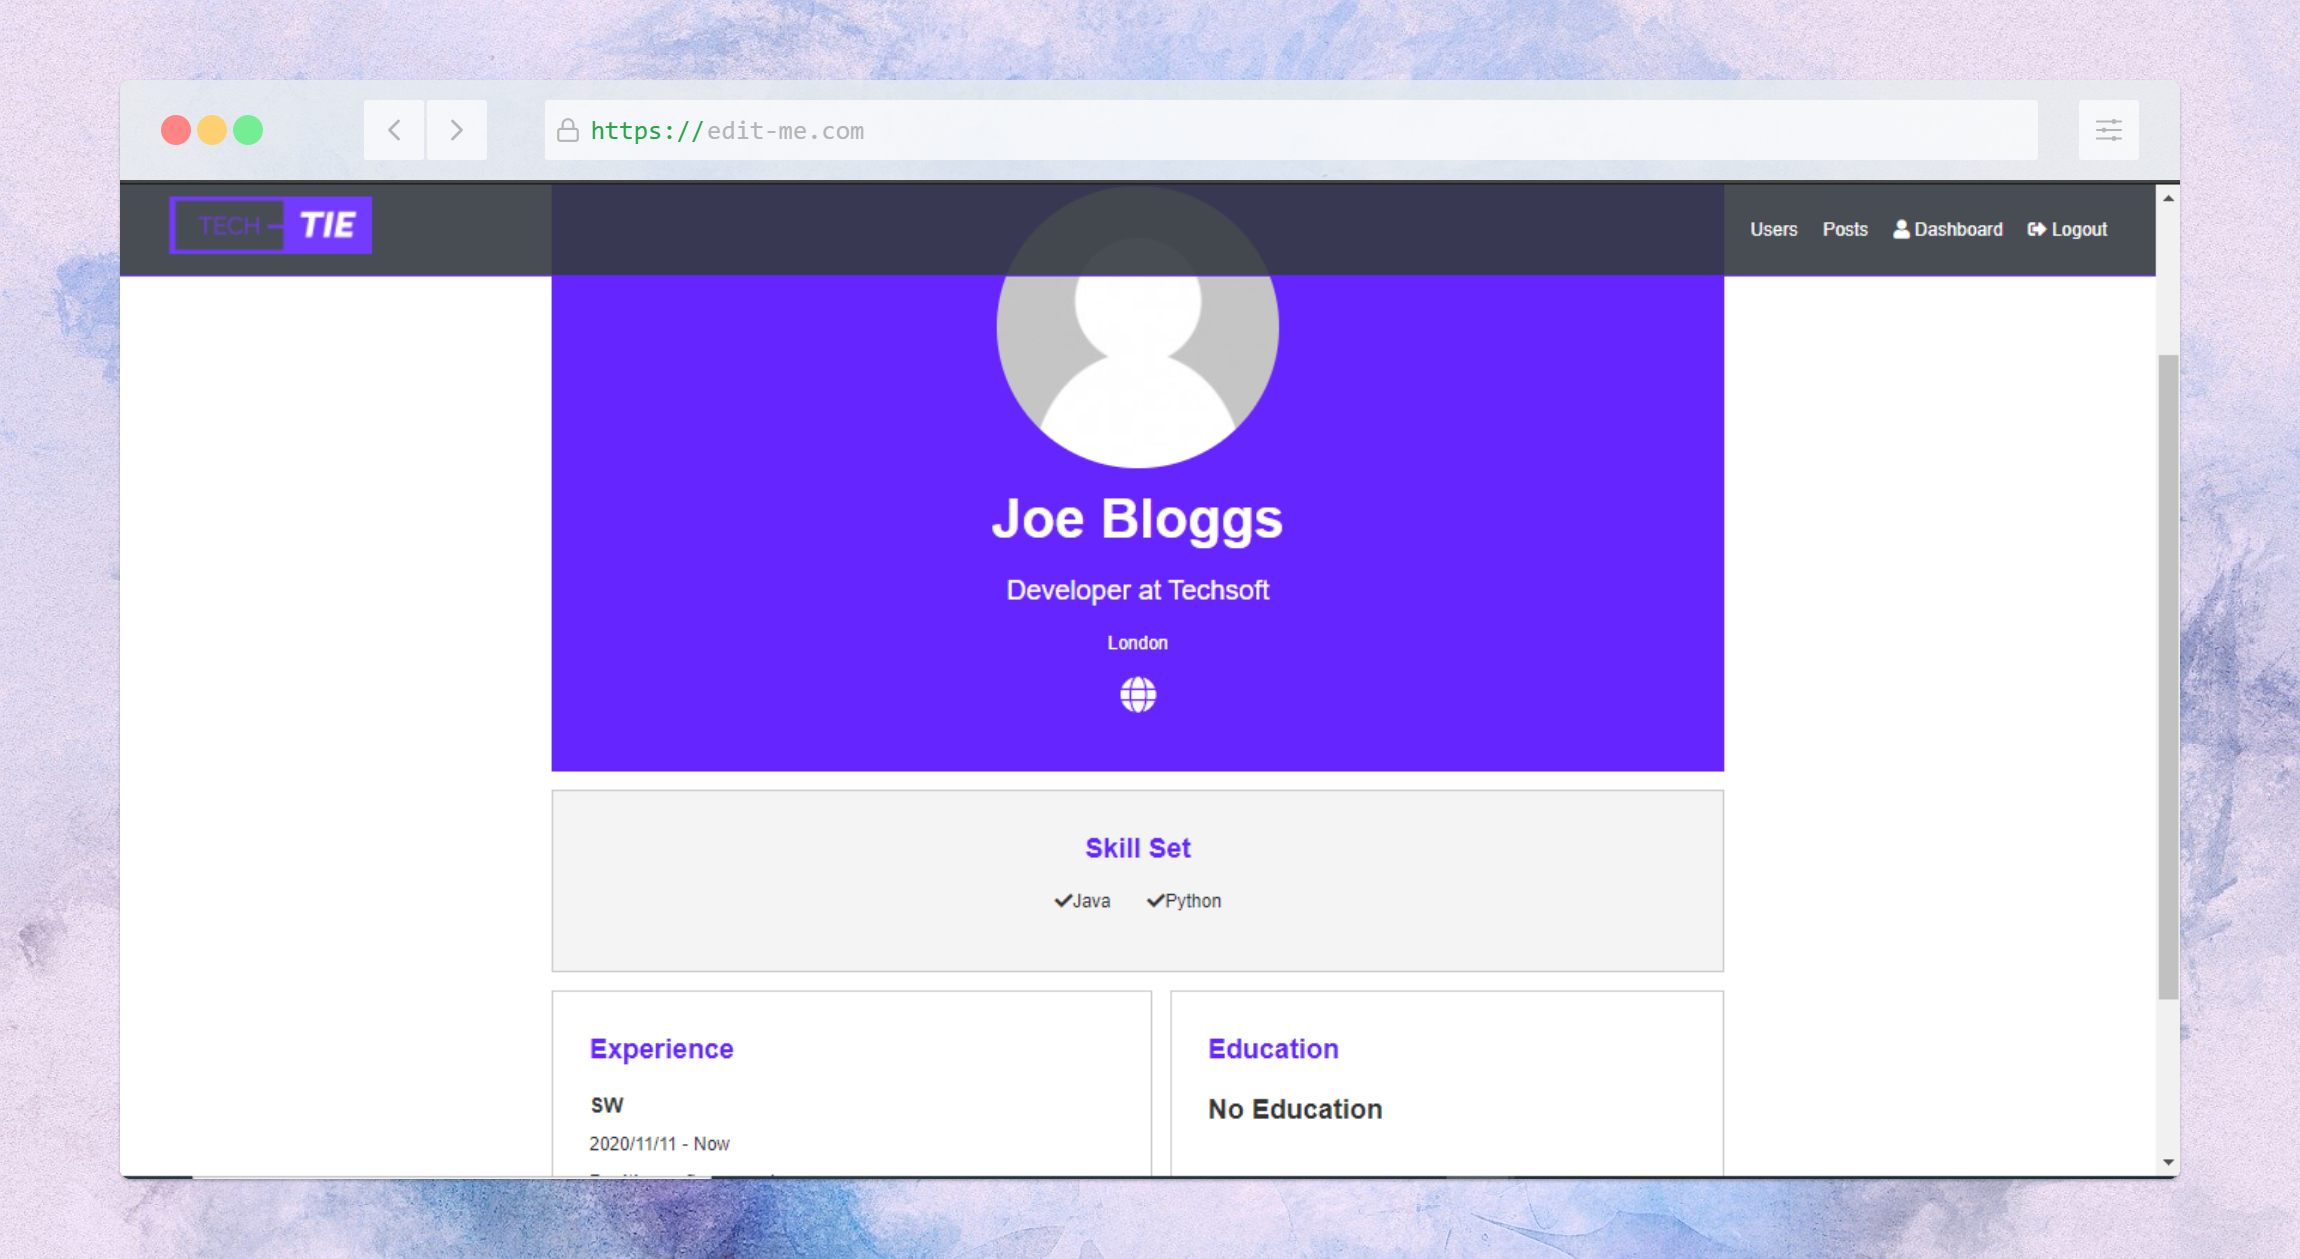 https://edit-me.com
TECH - TIE
Users Posts Dashboard Logout
Joe Bloggs
Developer at Techsoft
London
Skill Set
Java Python
Experience
SW
2020/11/11 - Now
Education
No Education